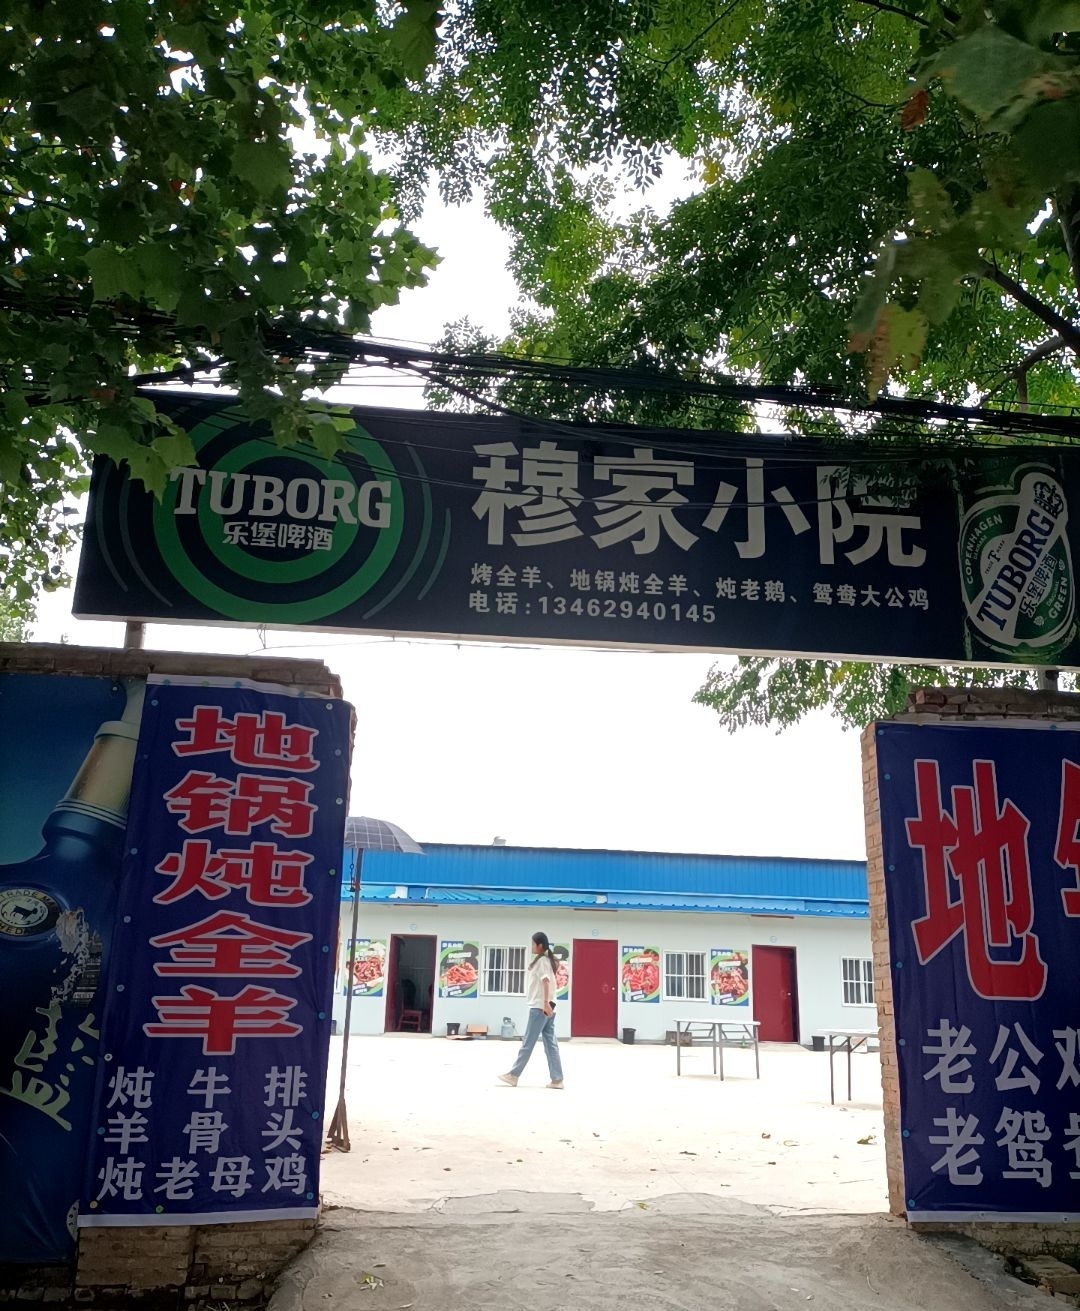 TUBORG
乐堡啤酒
穆家小院
烤全羊、地锅炖全羊、炖老鹅、鸳鸯大公鸡
电话:13462940145
COPENHAGEN
TUBORG
乐堡啤酒
GREEN
地锅炖全羊
炖牛排
羊骨头
炖老母鸡
地
老公鸡
老鸳